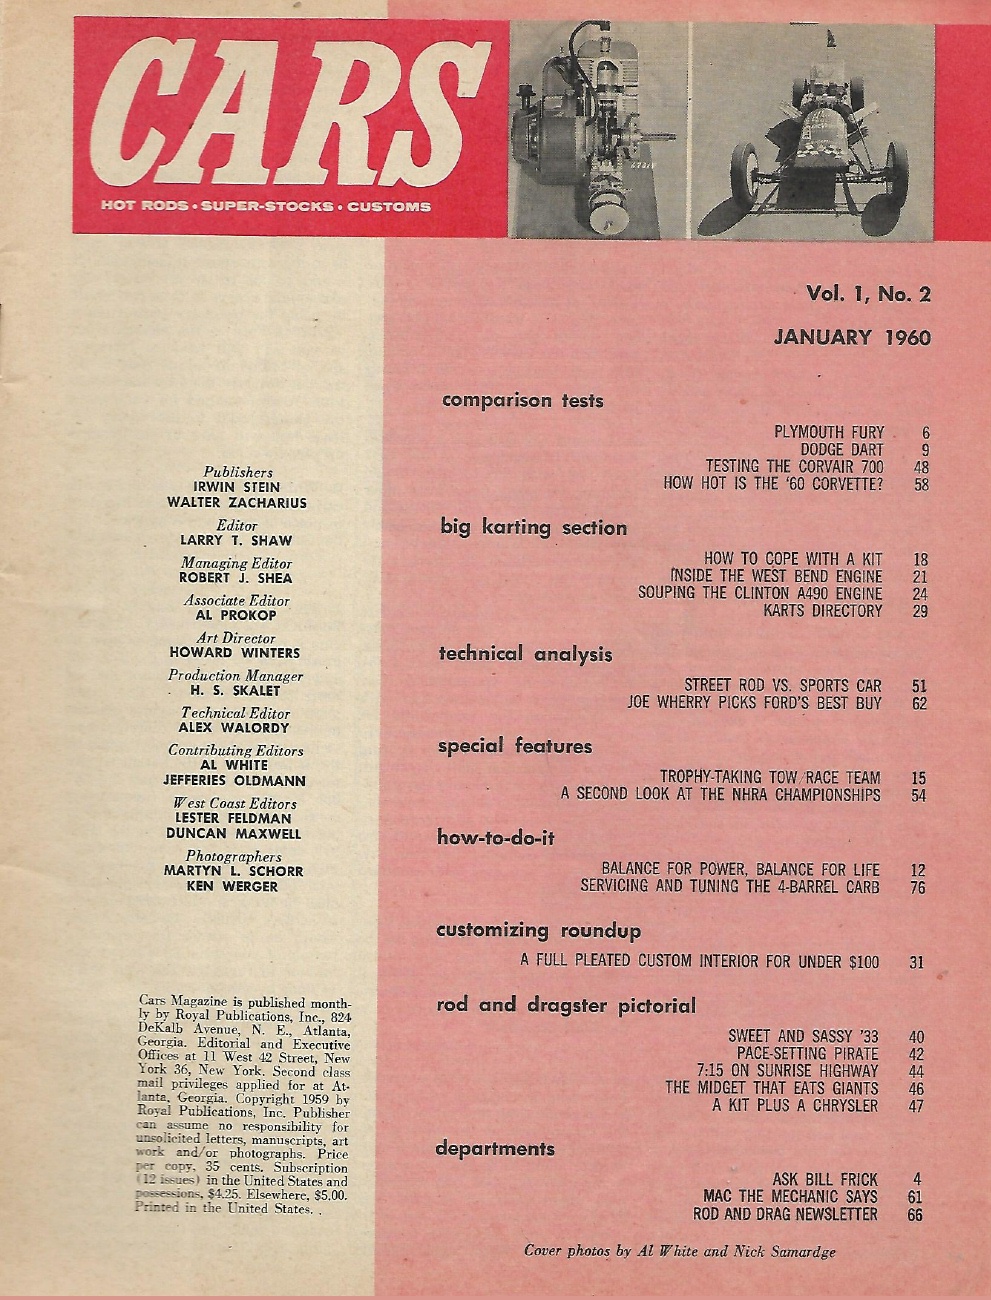 CARS
HOT RODS • SUPER-STOCKS • CUSTOMS
Vol. 1, No. 2
JANUARY 1960
Publishers
IRWIN STEIN
WALTER ZACHARIUS
Editor
LARRY T. SHAW
Managing Editor
ROBERT J. SHEA
Associate Editor
AL PROKOP
Art Director
HOWARD WINTERS
Production Manager
H. S. SKALET
Technical Editor
ALEX WALORDY
Contributing Editors
AL WHITE
JEFFERIES OLDMANN
West Coast Editors
LESTER FELDMAN
DUNCAN MAXWELL
Photographers
MARTYN L. SCHORR
KEN WERGER
Cars Magazine is published month-
ly by Royal Publications, Inc., 824
DeKalb Avenue, N. E., Atlanta,
Georgia. Editorial and Executive
Offices at 11 West 42 Street, New
York 36, New York. Second class
mail privileges applied for at At-
lanta, Georgia. Copyright 1959 by
Royal Publications, Inc. Publisher
can assume no responsibility for
unsolicited letters, manuscripts, art
work and/or photographs. Price
per copy, 35 cents. Subscription
(12 issues) in the United States and
possessions, $4.25. Elsewhere, $5.00.
Printed in the United States.
comparison tests
PLYMOUTH FURY 6
DODGE DART 9
TESTING THE CORVAIR 700 48
HOW HOT IS THE '60 CORVETTE? 58
big karting section
HOW TO COPE WITH A KIT 18
INSIDE THE WEST BEND ENGINE 21
SOUPING THE CLINTON A490 ENGINE 24
KARTS DIRECTORY 29
technical analysis
STREET ROD VS. SPORTS CAR 51
JOE WHERRY PICKS FORD'S BEST BUY 62
special features
TROPHY-TAKING TOW/RACE TEAM 15
A SECOND LOOK AT THE NHRA CHAMPIONSHIPS 54
how-to-do-it
BALANCE FOR POWER, BALANCE FOR LIFE 12
SERVICING AND TUNING THE 4-BARREL CARB 76
customizing roundup
A FULL PLEATED CUSTOM INTERIOR FOR UNDER $100 31
rod and dragster pictorial
SWEET AND SASSY '33 40
PACE-SETTING PIRATE 42
7:15 ON SUNRISE HIGHWAY 44
THE MIDGET THAT EATS GIANTS 46
A KIT PLUS A CHRYSLER 47
departments
ASK BILL FRICK 4
MAC THE MECHANIC SAYS 61
ROD AND DRAG NEWSLETTER 66
Cover photos by Al White and Nick Samardge